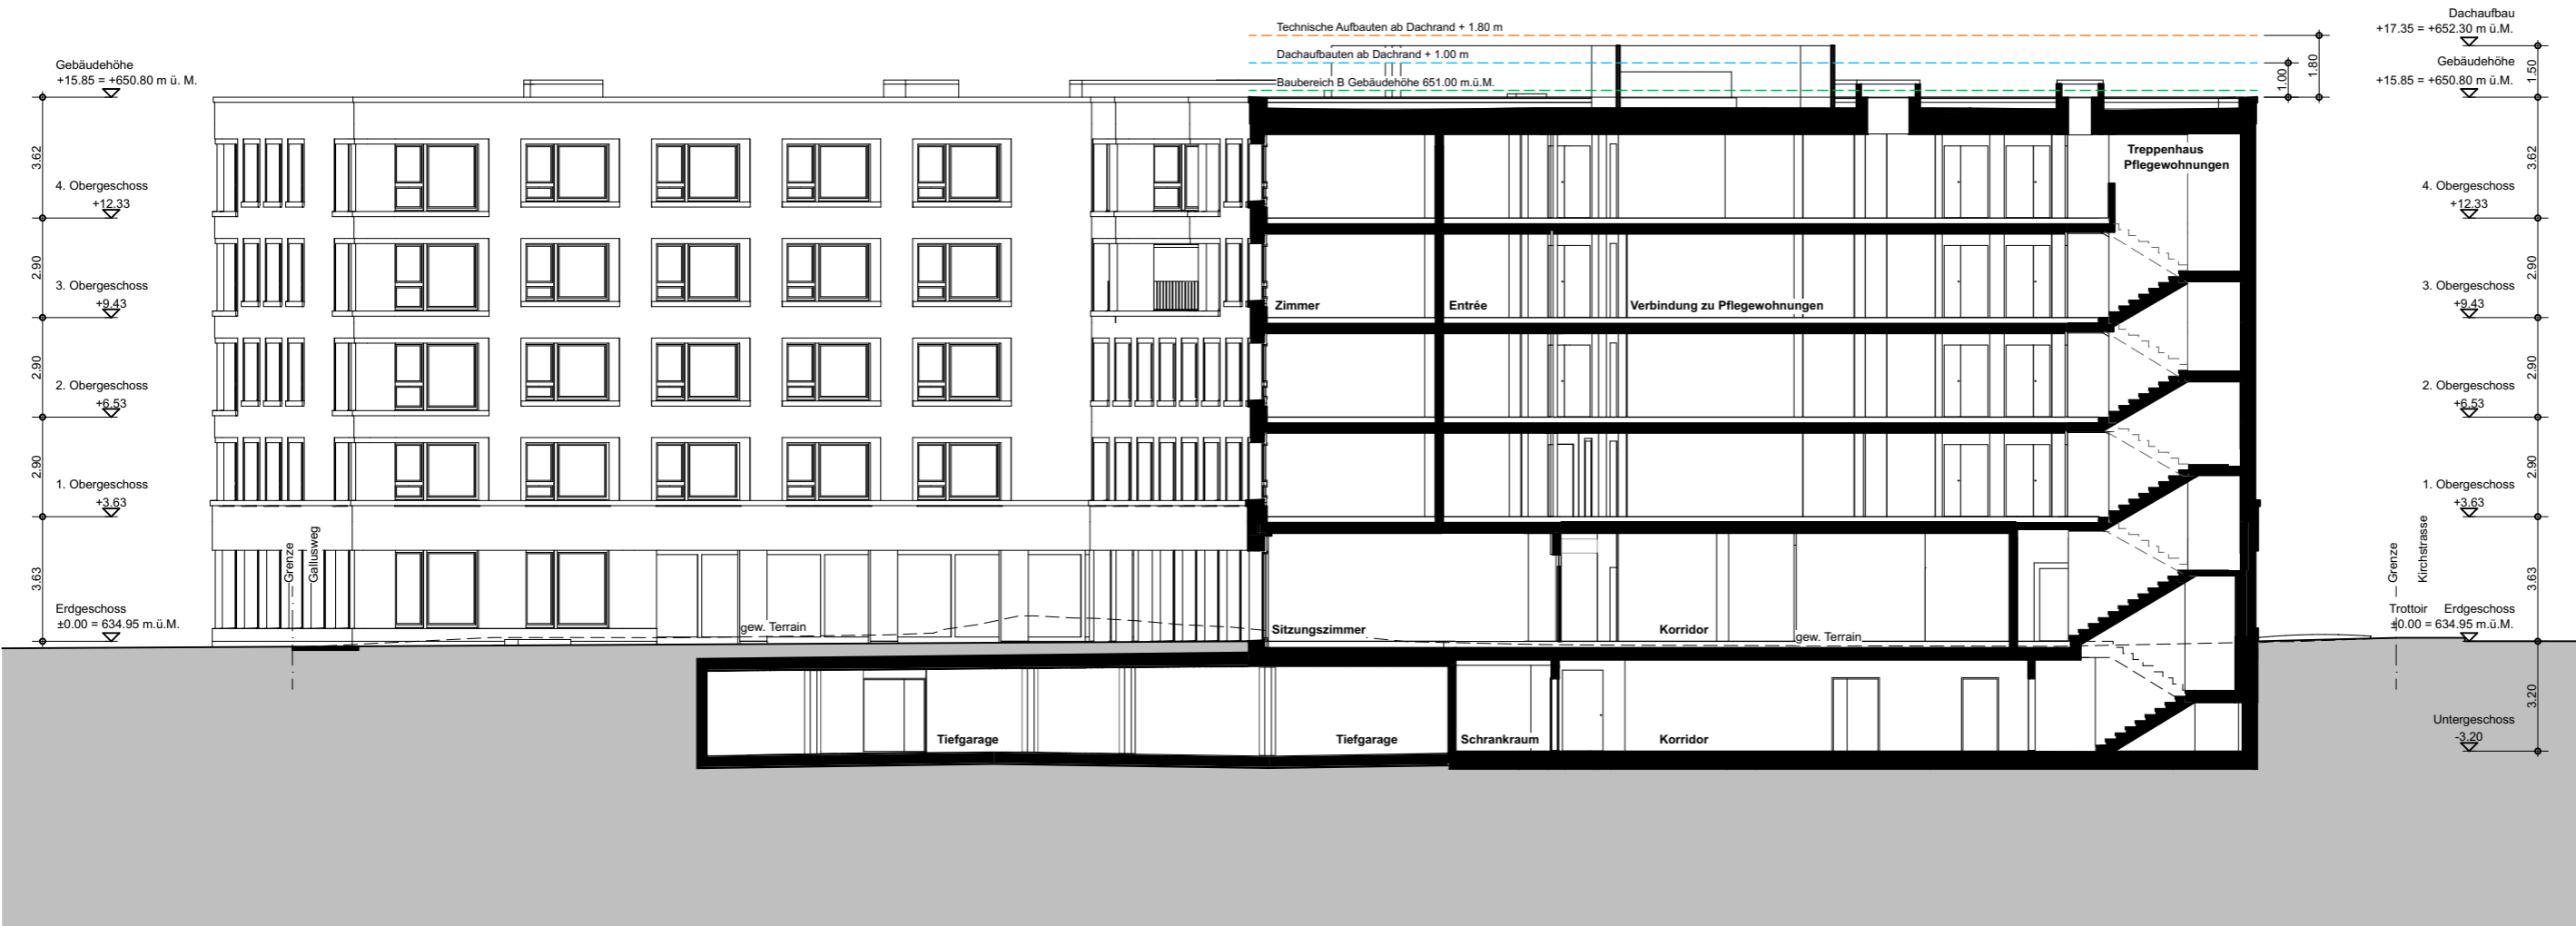 Technische Aufbauten ab Dachrand + 1.80 m
Dachaufbauten ab Dachrand + 1.00 m
Baubereich B Gebäudehöhe 651.00 m.ü.M.
Gebäudehöhe
+15.85 = +650.80 m ü. M.
3.62
4. Obergeschoss
+12.33
2.90
3. Obergeschoss
+9.43
2.90
2. Obergeschoss
+6.53
2.90
1. Obergeschoss
+3.63
3.63
Erdgeschoss
±0.00 = 634.95 m.ü.M.
Grenze
Gallusweg
gew. Terrain
Treppenhaus
Pflegewohnungen
Zimmer
Entrée
Verbindung zu Pflegewohnungen
Sitzungszimmer
Korridor
gew. Terrain
Tiefgarage
Tiefgarage
Schrankraum
Korridor
Dachaufbau
+17.35 = +652.30 m ü.M.
Gebäudehöhe
+15.85 = +650.80 m ü.M.
1.00
1.80
1.50
3.62
4. Obergeschoss
+12.33
2.90
3. Obergeschoss
+9.43
2.90
2. Obergeschoss
+6.53
2.90
1. Obergeschoss
+3.63
3.63
Grenze
Kirchstrasse
Trottoir
Erdgeschoss
±0.00 = 634.95 m.ü.M.
3.20
Untergeschoss
-3.20